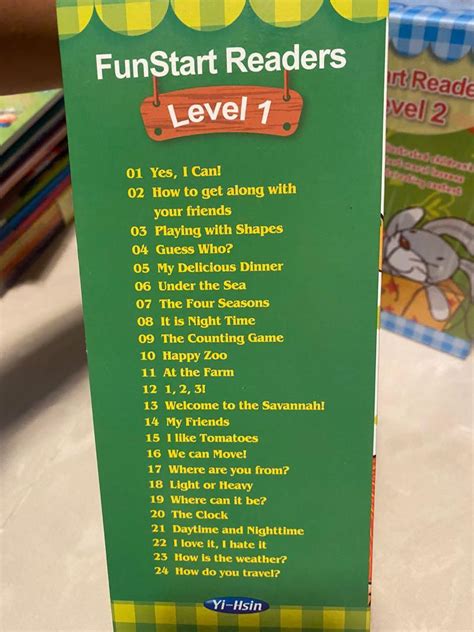 FunStart Readers
Level 1
01 Yes, I Can!
02 How to get along with
your friends
03 Playing with Shapes
04 Guess Who?
05 My Delicious Dinner
06 Under the Sea
07 The Four Seasons
08 It is Night Time
09 The Counting Game
10 Happy Zoo
11 At the Farm
12 1, 2, 3!
13 Welcome to the Savannah!
14 My Friends
15 I like Tomatoes
16 We can Move!
17 Where are you from?
18 Light or Heavy
19 Where can it be?
20 The Clock
21 Daytime and Nighttime
22 I love it, I hate it
23 How is the weather?
24 How do you travel?
Yi-Hsin
art Reade
evel 2